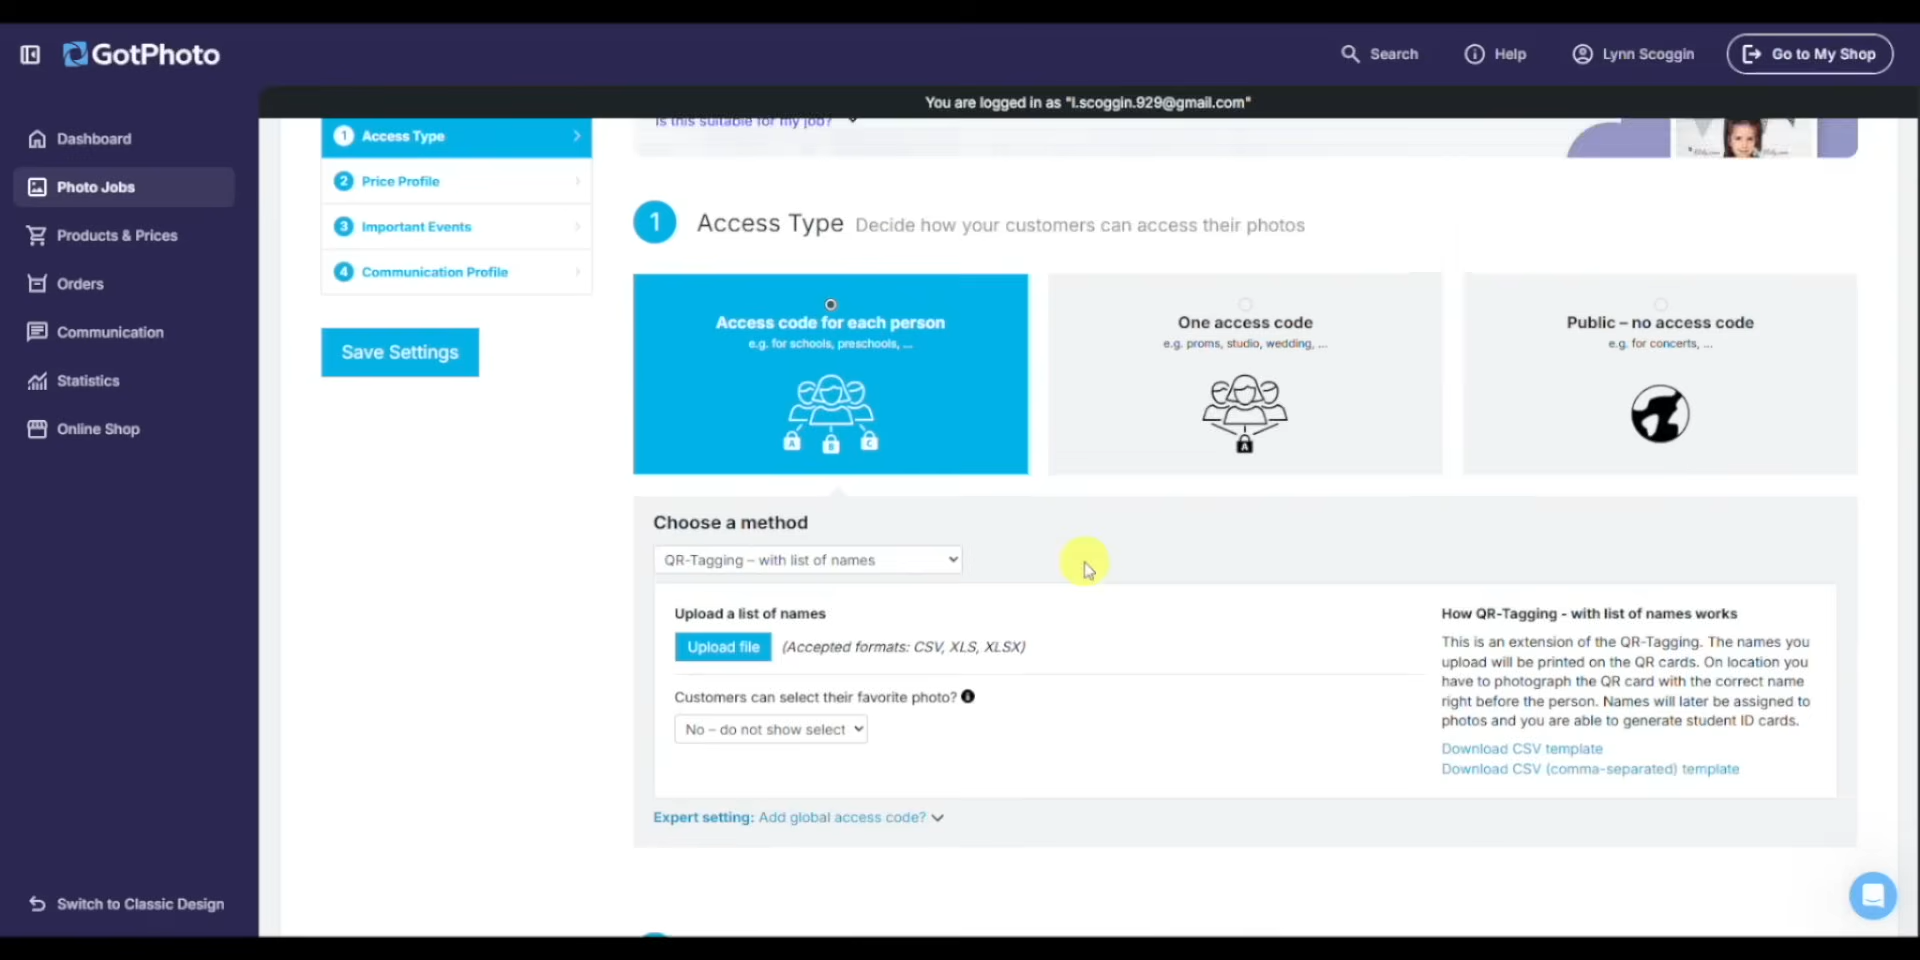 GotPhoto
Search
Help
Lynn Scoggin
Go to My Shop
You are logged in as "l.scoggin.929@gmail.com"
Dashboard
Photo Jobs
Products & Prices
Orders
Communication
Statistics
Online Shop
Switch to Classic Design
1 Access Type
2 Price Profile
3 Important Events
4 Communication Profile
Save Settings
Is this suitable for my job?
1 Access Type Decide how your customers can access their photos
Access code for each person
e.g. for schools, preschools, ...
A B C
One access code
e.g. proms, studio, wedding, ...
A
Public – no access code
e.g. for concerts, ...
Choose a method
QR-Tagging – with list of names
Upload a list of names
Upload file (Accepted formats: CSV, XLS, XLSX)
Customers can select their favorite photo?
No – do not show select
How QR-Tagging - with list of names works
This is an extension of the QR-Tagging. The names you
upload will be printed on the QR cards. On location you
have to photograph the QR card with the correct name
right before the person. Names will later be assigned to
photos and you are able to generate student ID cards.
Download CSV template
Download CSV (comma-separated) template
Expert setting: Add global access code?